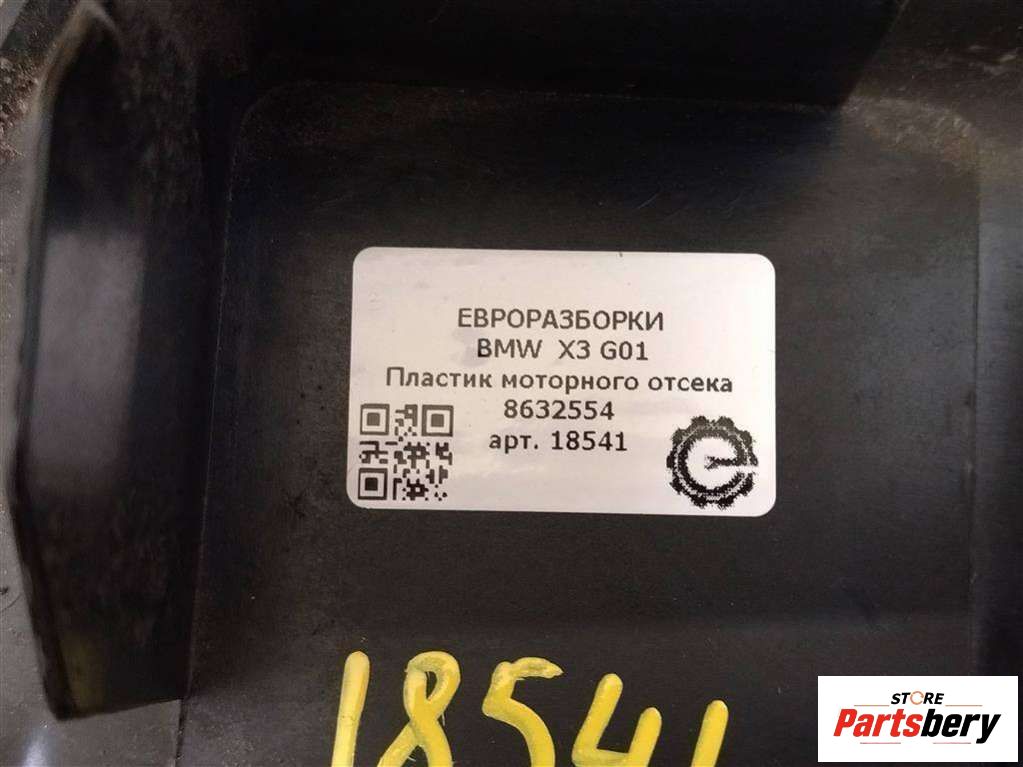 ЕВРОРАЗБОРКИ
BMW X3 G01
Пластик моторного отсека
8632554
арт. 18541
18541
STORE
Partsbery